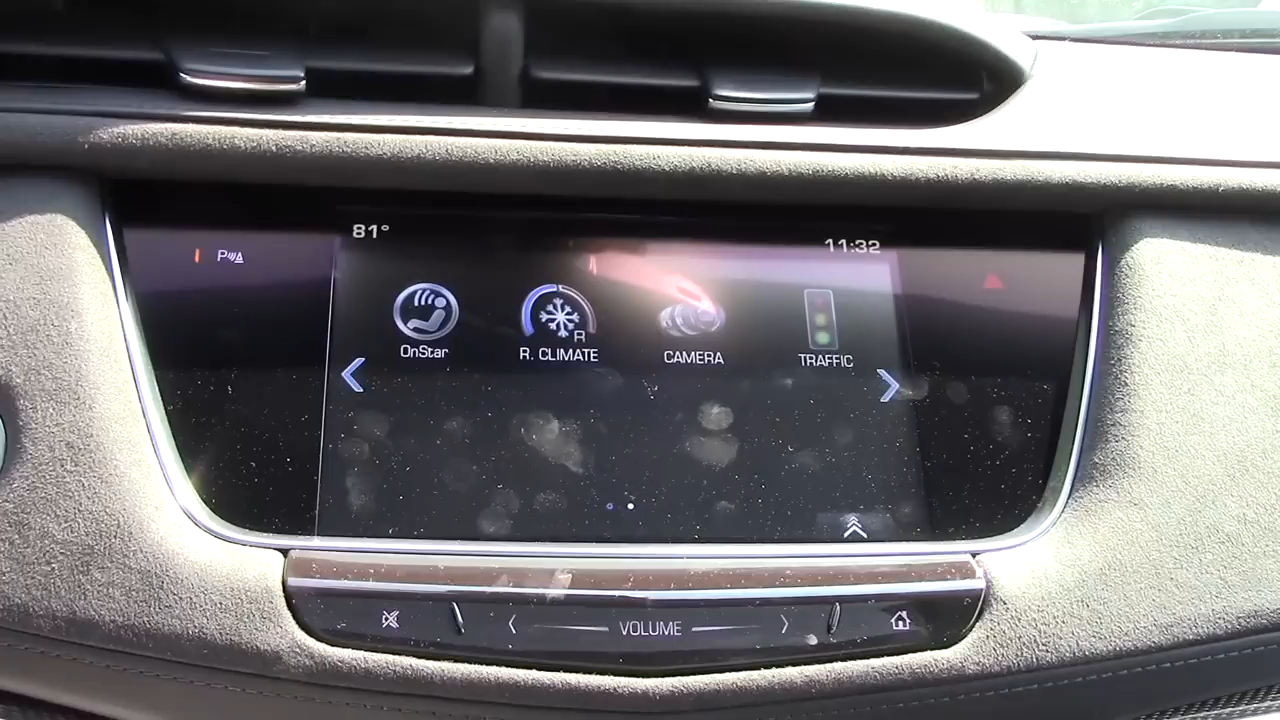 81°
11:32
P
OnStar
R
R. CLIMATE
CAMERA
TRAFFIC
VOLUME